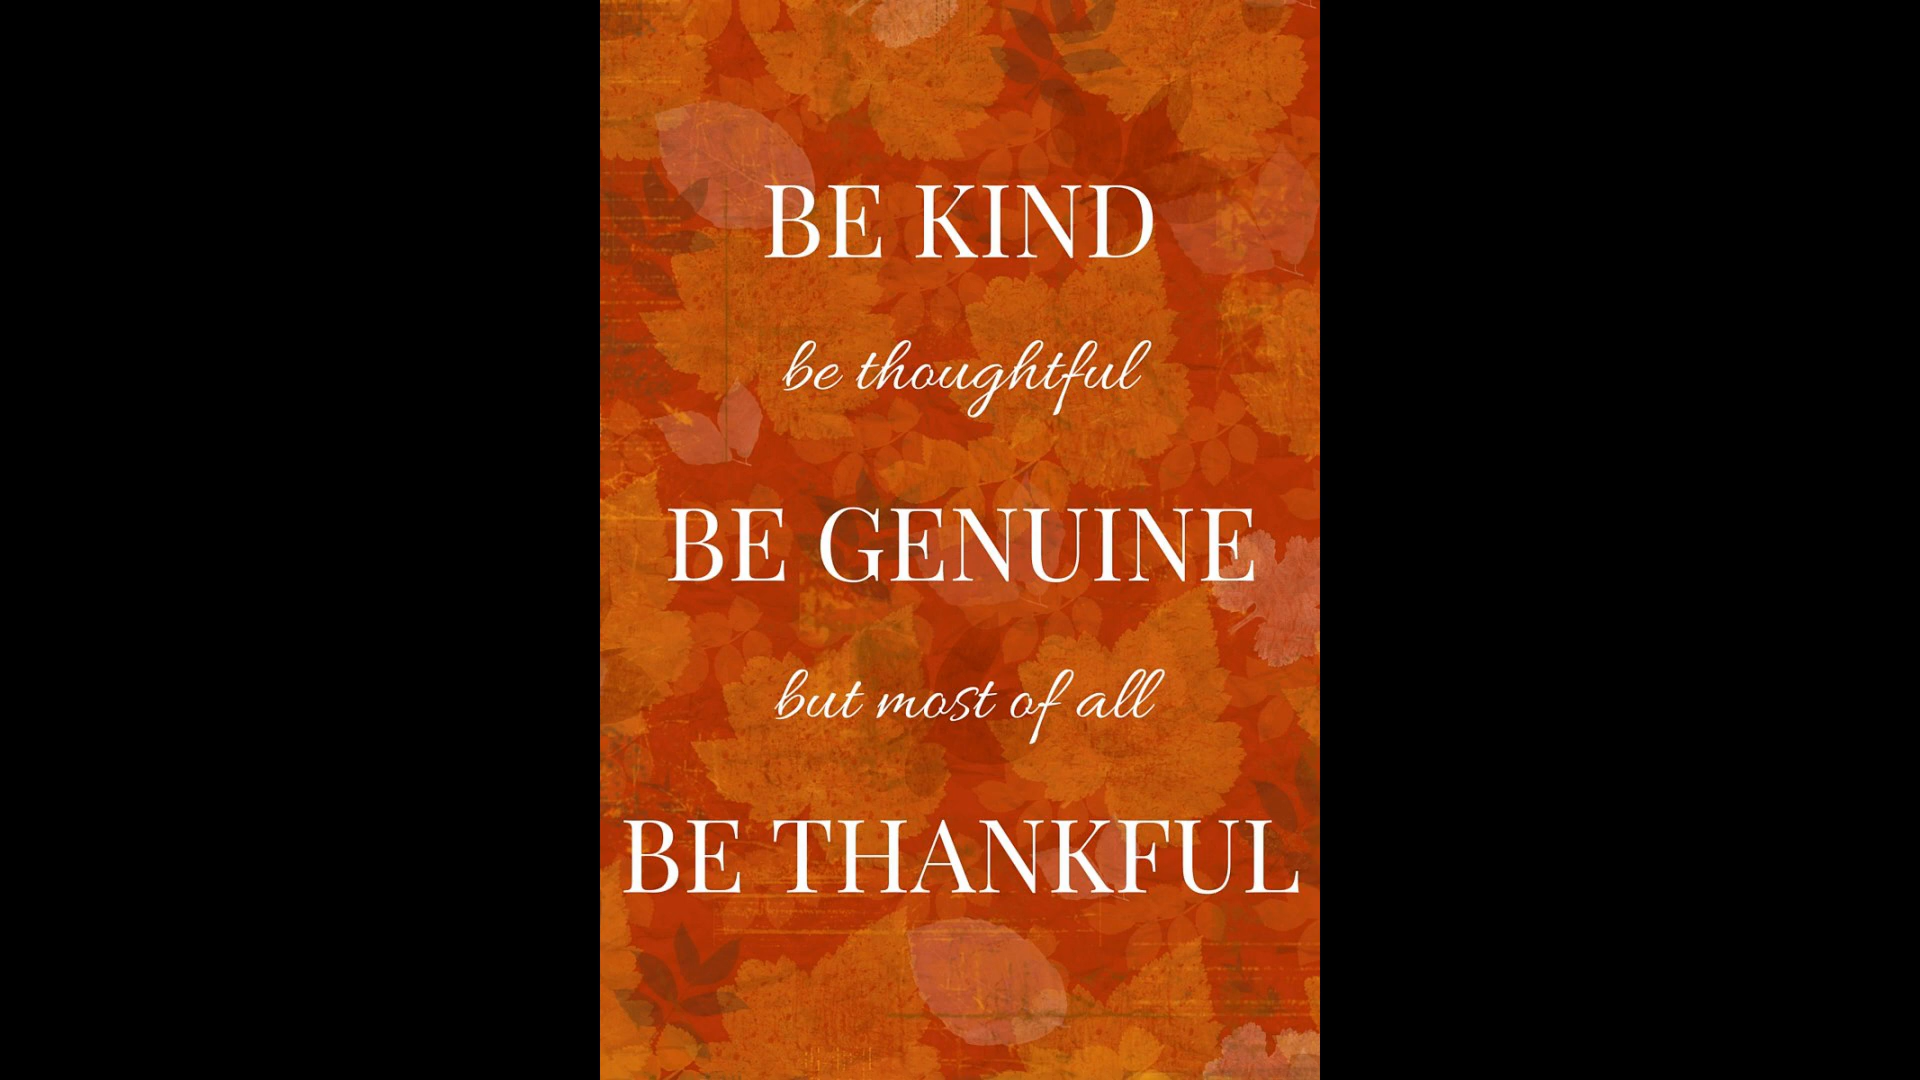 BE KIND
be thoughtful
BE GENUINE
but most of all
BE THANKFUL